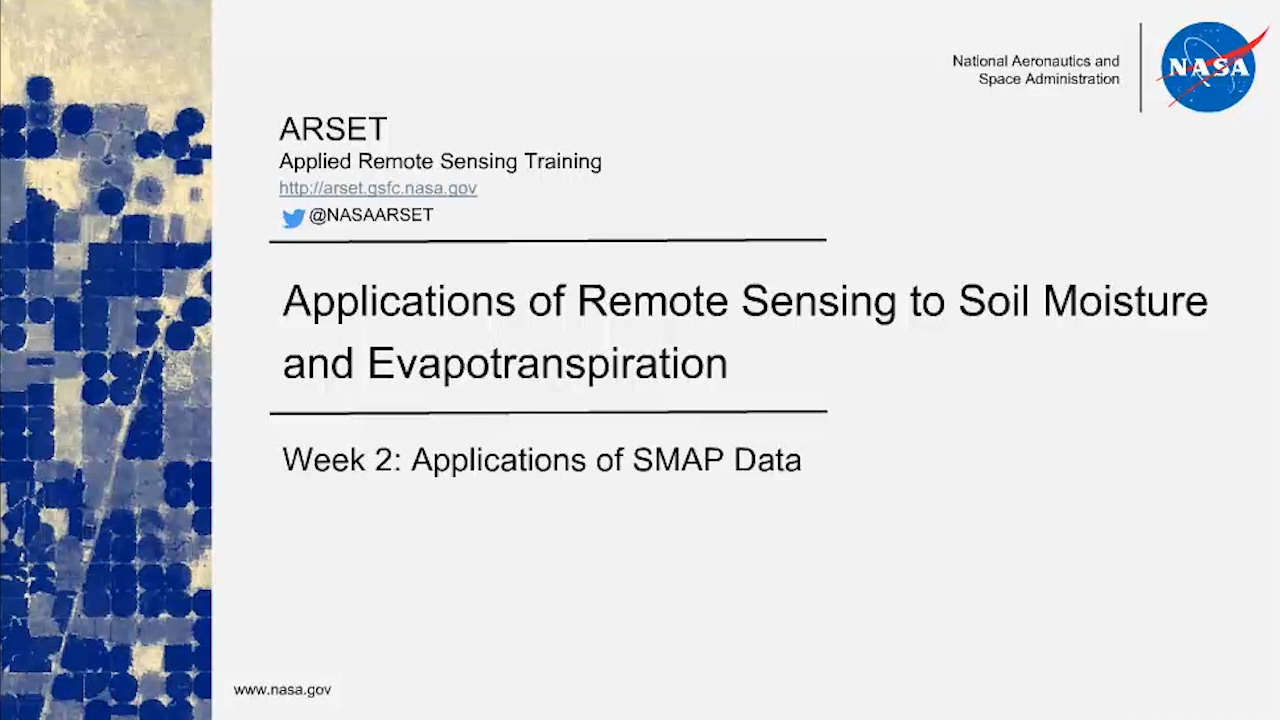 National Aeronautics and
Space Administration
NASA
ARSET
Applied Remote Sensing Training
http://arset.gsfc.nasa.gov
@NASAARSET
Applications of Remote Sensing to Soil Moisture
and Evapotranspiration
Week 2: Applications of SMAP Data
www.nasa.gov